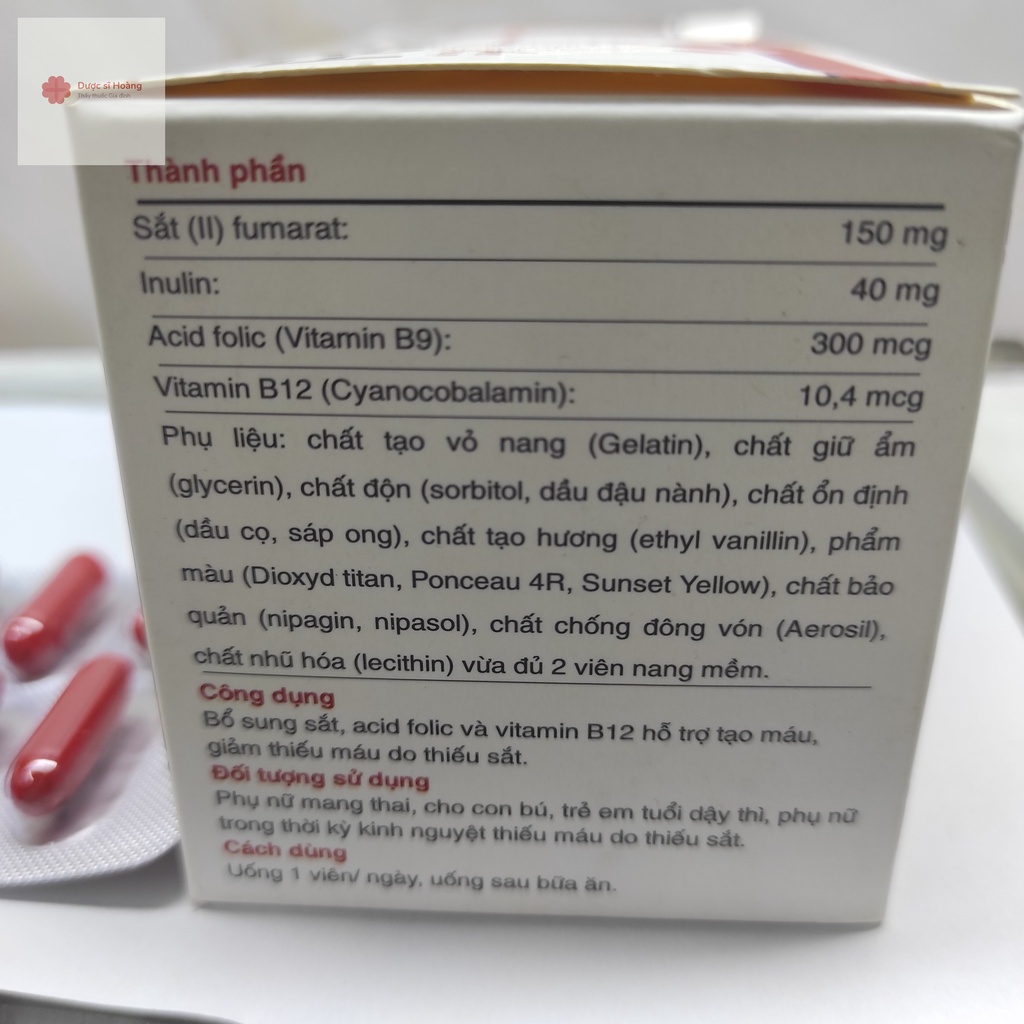 Dược sĩ Hoàng
Thầy thuốc Gia đình
Thành phần
Sắt (II) fumarat: 150 mg
Inulin: 40 mg
Acid folic (Vitamin B9): 300 mcg
Vitamin B12 (Cyanocobalamin): 10,4 mcg
Phụ liệu: chất tạo vỏ nang (Gelatin), chất giữ ẩm
(glycerin), chất độn (sorbitol, dầu đậu nành), chất ổn định
(dầu cọ, sáp ong), chất tạo hương (ethyl vanillin), phẩm
màu (Dioxyd titan, Ponceau 4R, Sunset Yellow), chất bảo
quản (nipagin, nipasol), chất chống đông vón (Aerosil),
chất nhũ hóa (lecithin) vừa đủ 2 viên nang mềm.
Công dụng
Bổ sung sắt, acid folic và vitamin B12 hỗ trợ tạo máu,
giảm thiếu máu do thiếu sắt.
Đối tượng sử dụng
Phụ nữ mang thai, cho con bú, trẻ em tuổi dậy thì, phụ nữ
trong thời kỳ kinh nguyệt thiếu máu do thiếu sắt.
Cách dùng
Uống 1 viên/ ngày, uống sau bữa ăn.